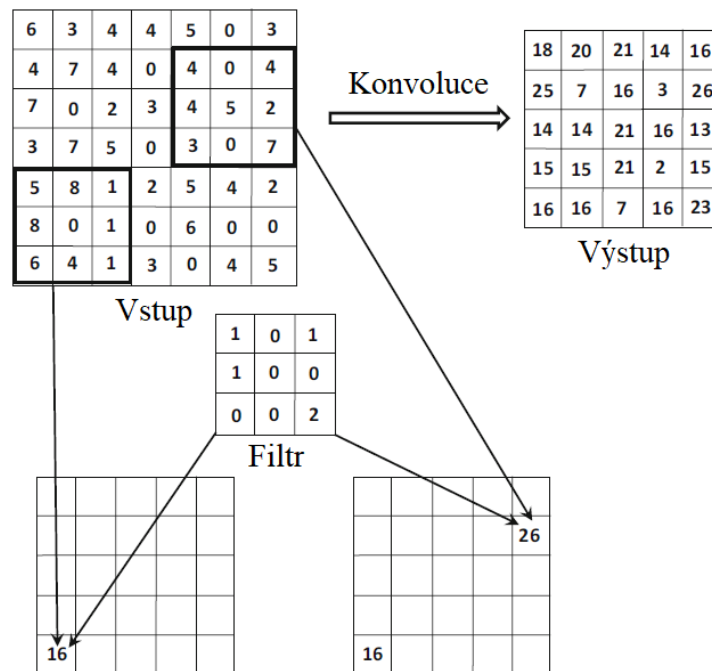 6 3 4 4 5 0 3
4 7 4 0 4 0 4
7 0 2 3 4 5 2
3 7 5 0 3 0 7
5 8 1 2 5 4 2
8 0 1 0 6 0 0
6 4 1 3 0 4 5
Vstup
Konvoluce
18 20 21 14 16
25 7 16 3 26
14 14 21 16 13
15 15 21 2 15
16 16 7 16 23
Výstup
1 0 1
1 0 0
0 0 2
Filtr
16
26
16